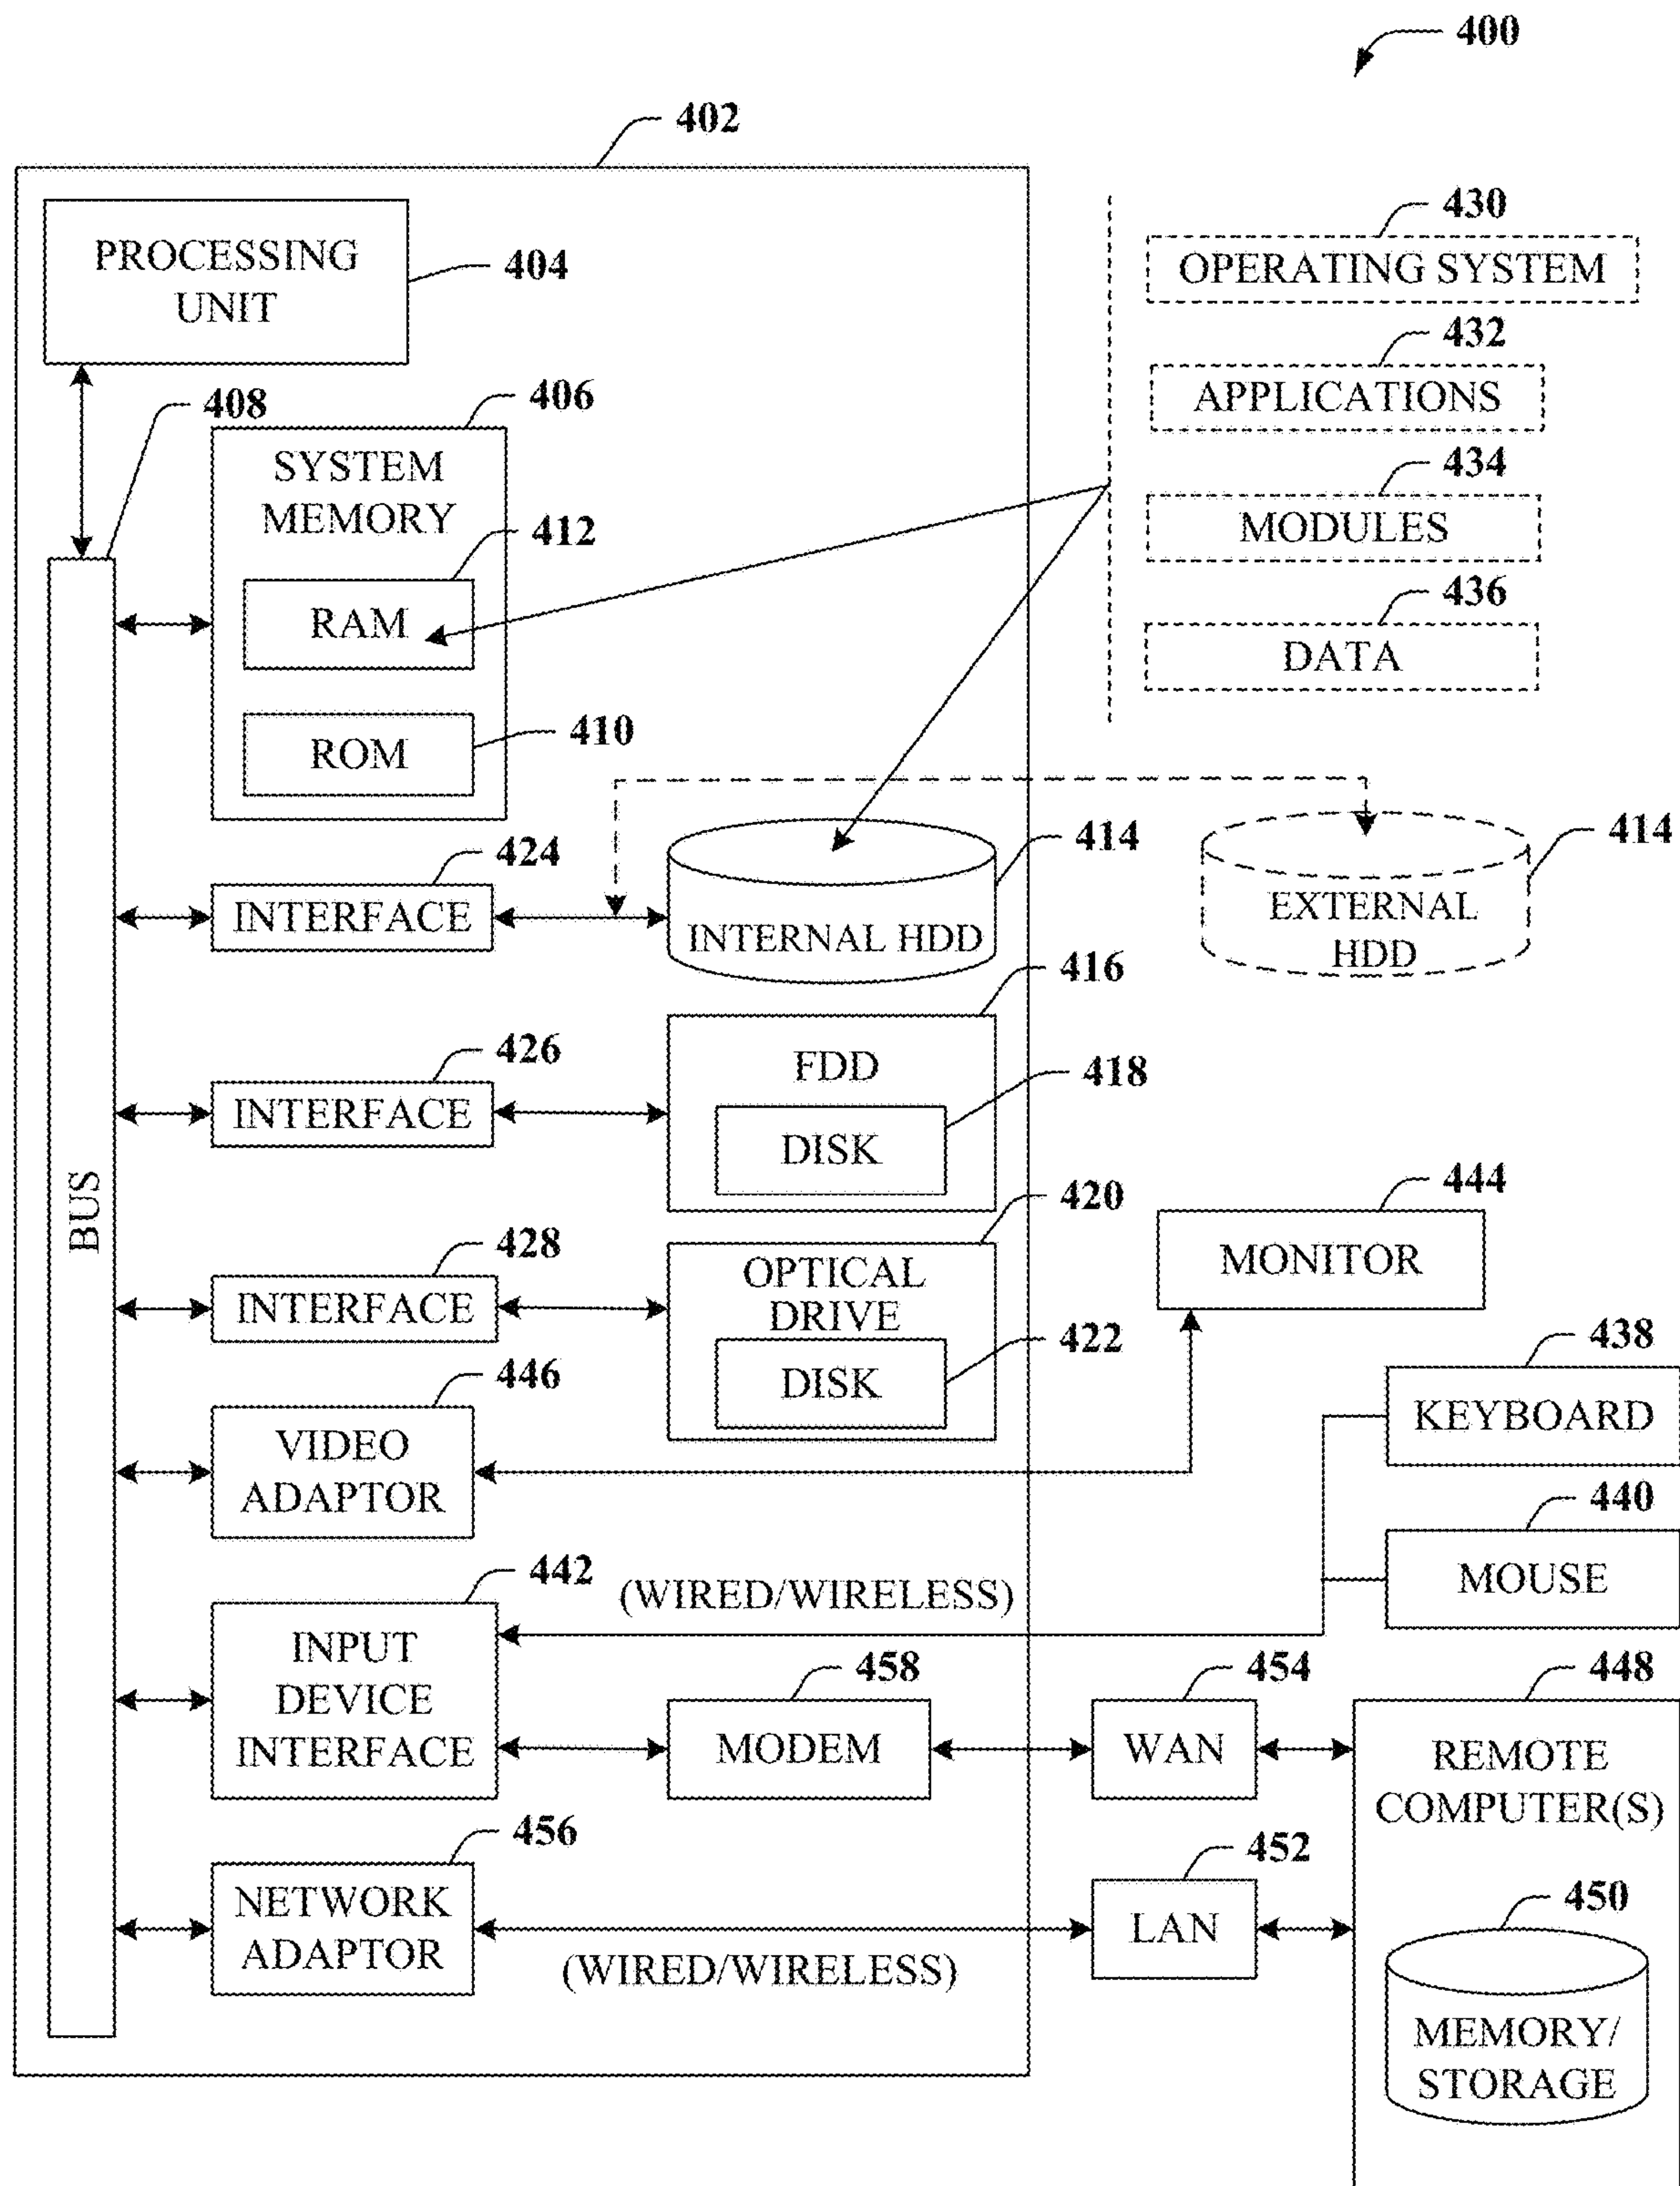 400
402
PROCESSING
UNIT
404
430
OPERATING SYSTEM
432
APPLICATIONS
434
MODULES
436
DATA
408
406
SYSTEM
MEMORY
412
RAM
410
ROM
BUS
424
INTERFACE
414
INTERNAL HDD
414
EXTERNAL
HDD
426
INTERFACE
416
FDD
418
DISK
428
INTERFACE
420
OPTICAL
DRIVE
422
DISK
444
MONITOR
446
VIDEO
ADAPTOR
438
KEYBOARD
440
MOUSE
442
(WIRED/WIRELESS)
INPUT
DEVICE
INTERFACE
458
MODEM
454
WAN
448
REMOTE
COMPUTER(S)
456
NETWORK
ADAPTOR
(WIRED/WIRELESS)
452
LAN
450
MEMORY/
STORAGE